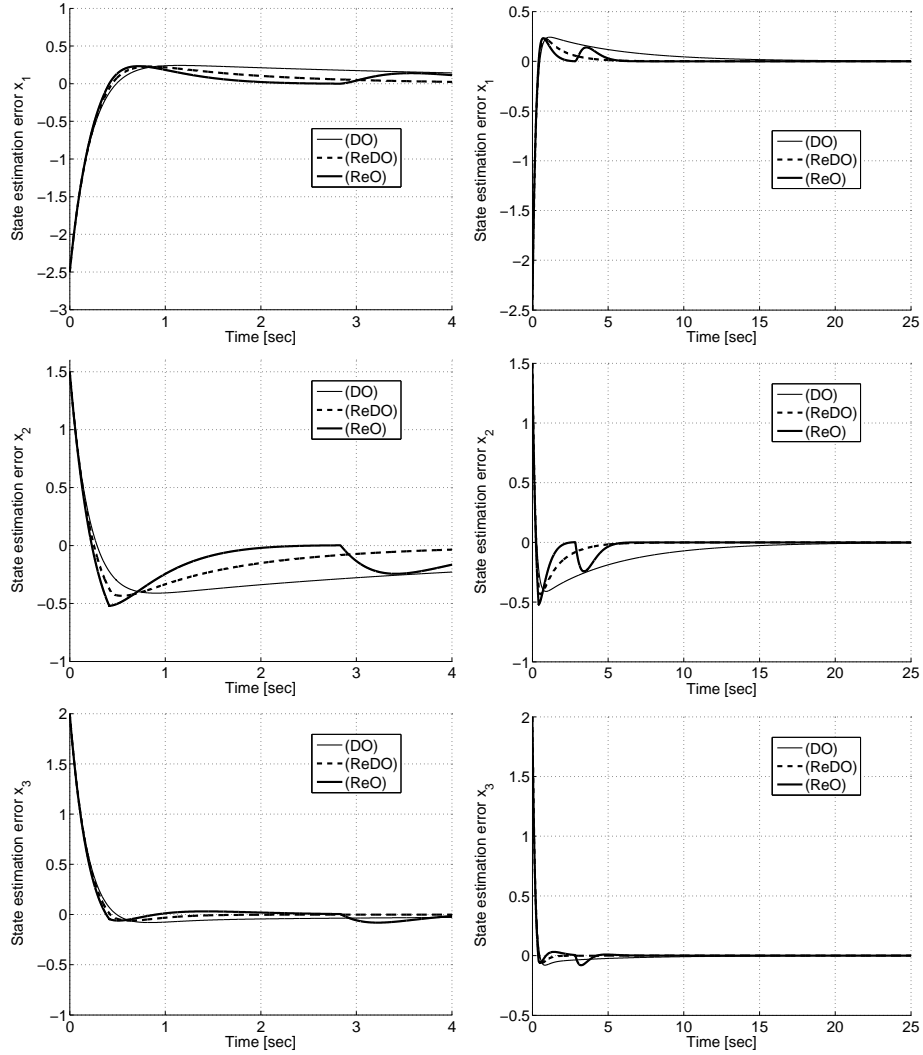 1
0.5
0
−0.5
−1
−1.5
−2
−2.5
−3
State estimation error x1
(DO)
(ReDO)
(ReO)
0 1 2 3 4
Time [sec]
0.5
0
−0.5
−1
−1.5
−2
−2.5
State estimation error x1
(DO)
(ReDO)
(ReO)
0 5 10 15 20 25
Time [sec]
1.5
1
0.5
0
−0.5
−1
State estimation error x2
(DO)
(ReDO)
(ReO)
0 1 2 3 4
Time [sec]
1.5
1
0.5
0
−0.5
−1
State estimation error x2
(DO)
(ReDO)
(ReO)
0 5 10 15 20 25
Time [sec]
2
1.5
1
0.5
0
−0.5
−1
State estimation error x3
(DO)
(ReDO)
(ReO)
0 1 2 3 4
Time [sec]
2
1.5
1
0.5
0
−0.5
State estimation error x3
(DO)
(ReDO)
(ReO)
0 5 10 15 20 25
Time [sec]